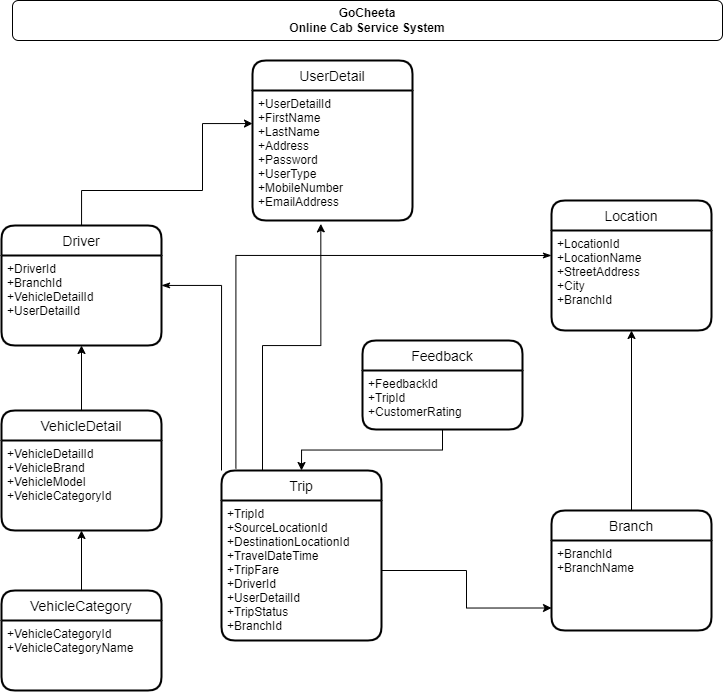 GoCheeta
Online Cab Service System
UserDetail
+UserDetailId
+FirstName
+LastName
+Address
+Password
+UserType
+MobileNumber
+EmailAddress
Location
+LocationId
+LocationName
+StreetAddress
+City
+BranchId
Driver
+DriverId
+BranchId
+VehicleDetailId
+UserDetailId
Feedback
+FeedbackId
+TripId
+CustomerRating
VehicleDetail
+VehicleDetailId
+VehicleBrand
+VehicleModel
+VehicleCategoryId
Trip
+TripId
+SourceLocationId
+DestinationLocationId
+TravelDateTime
+TripFare
+DriverId
+UserDetailId
+TripStatus
+BranchId
Branch
+BranchId
+BranchName
VehicleCategory
+VehicleCategoryId
+VehicleCategoryName